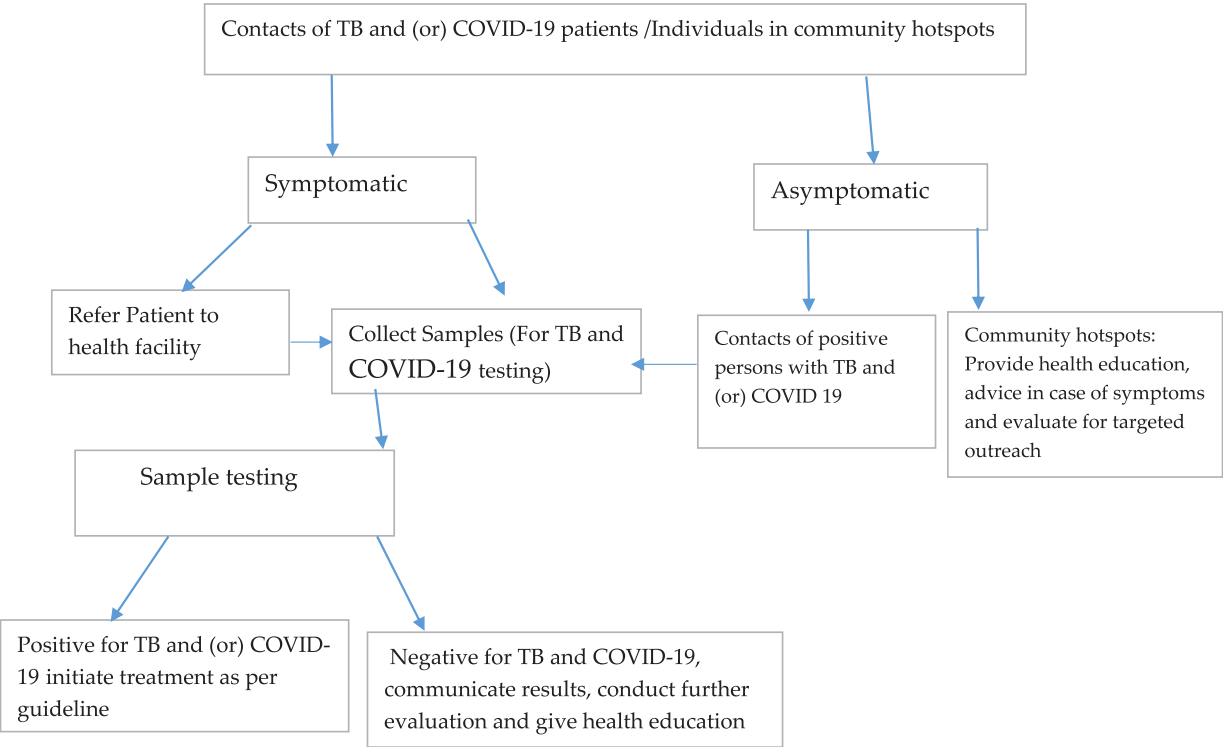 Contacts of TB and (or) COVID-19 patients /Individuals in community hotspots
Symptomatic
Asymptomatic
Refer Patient to
health facility
Collect Samples (For TB and
COVID-19 testing)
Contacts of positive
persons with TB and
(or) COVID 19
Community hotspots:
Provide health education,
advice in case of symptoms
and evaluate for targeted
outreach
Sample testing
Positive for TB and (or) COVID-
19 initiate treatment as per
guideline
Negative for TB and COVID-19,
communicate results, conduct further
evaluation and give health education